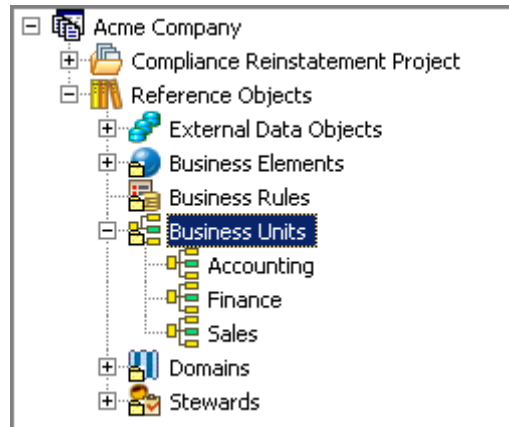 Acme Company
Compliance Reinstatement Project
Reference Objects
External Data Objects
Business Elements
Business Rules
Business Units
Accounting
Finance
Sales
Domains
Stewards